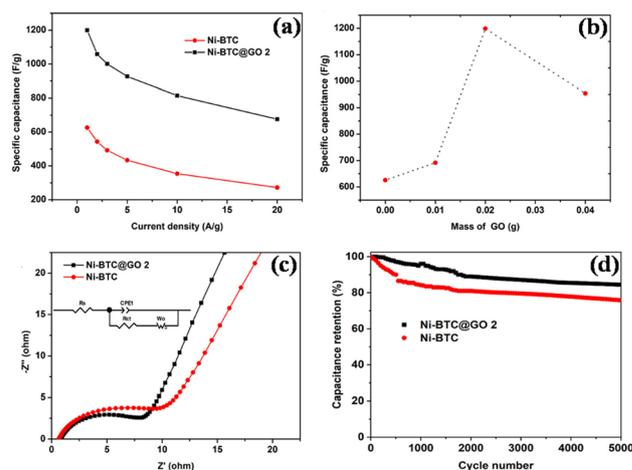 (a)
Ni-BTC
Ni-BTC@GO 2
Specific capacitance (F/g)
1200
1000
800
600
400
200
0
5
10
15
20
Current density (A/g)
(b)
Specific capacitance (F/g)
1200
1100
1000
900
800
700
600
0.00
0.01
0.02
0.03
0.04
Mass of GO (g)
(c)
Ni-BTC@GO 2
Ni-BTC
Rs
CPE1
Rct
Wo
-Z'' (ohm)
20
15
10
5
0
0
5
10
15
20
Z' (ohm)
(d)
Ni-BTC@GO 2
Ni-BTC
Capacitance retention (%)
100
80
60
40
20
0
0
1000
2000
3000
4000
5000
Cycle number